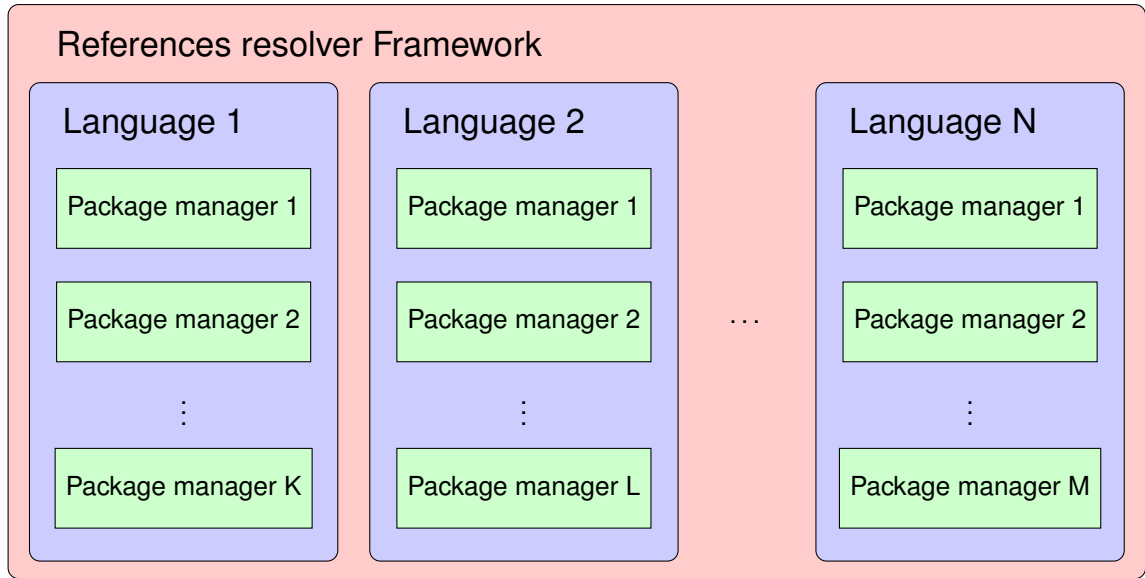 References resolver Framework
Language 1
Package manager 1
Package manager 2
⋮
Package manager K
Language 2
Package manager 1
Package manager 2
⋮
Package manager L
...
Language N
Package manager 1
Package manager 2
⋮
Package manager M